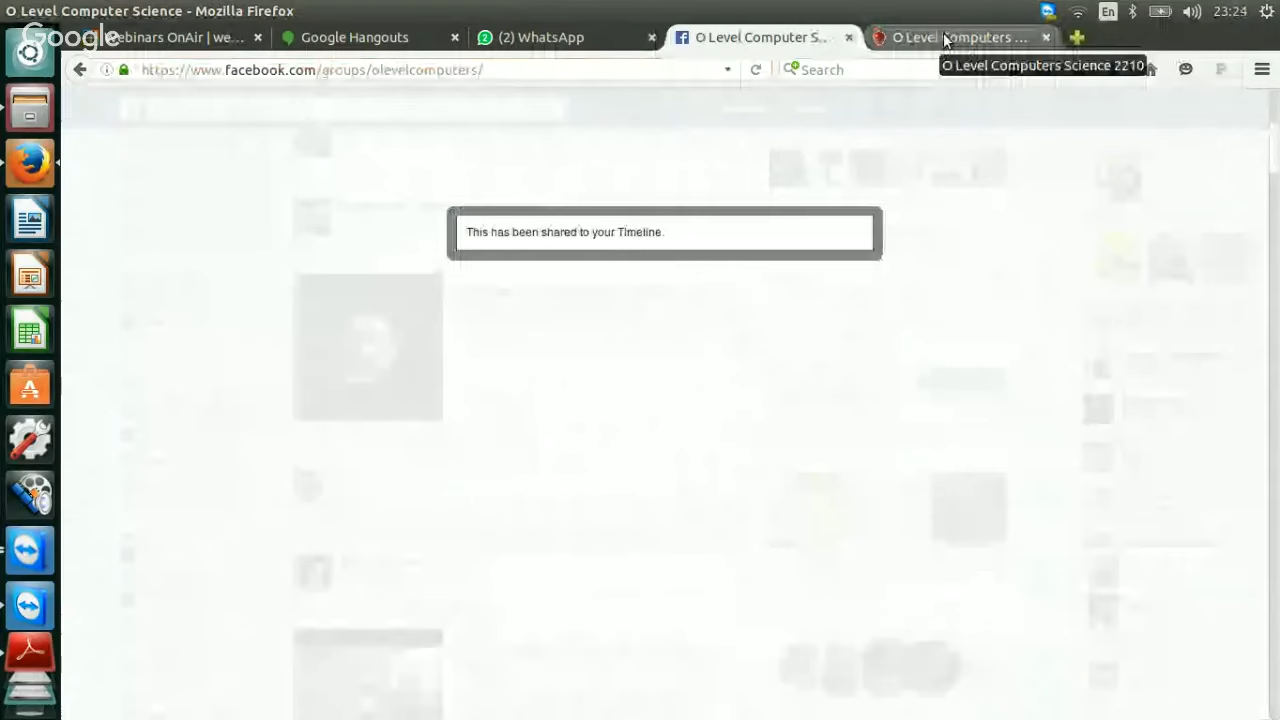 O Level Computer Science - Mozilla Firefox
En
23:24
Google
ebinars OnAir | we...
Google Hangouts
(2) WhatsApp
O Level Computer S...
O Level Computers ...
https://www.facebook.com/groups/olevelcomputers/
Search
O Level Computers Science 2210
This has been shared to your Timeline.